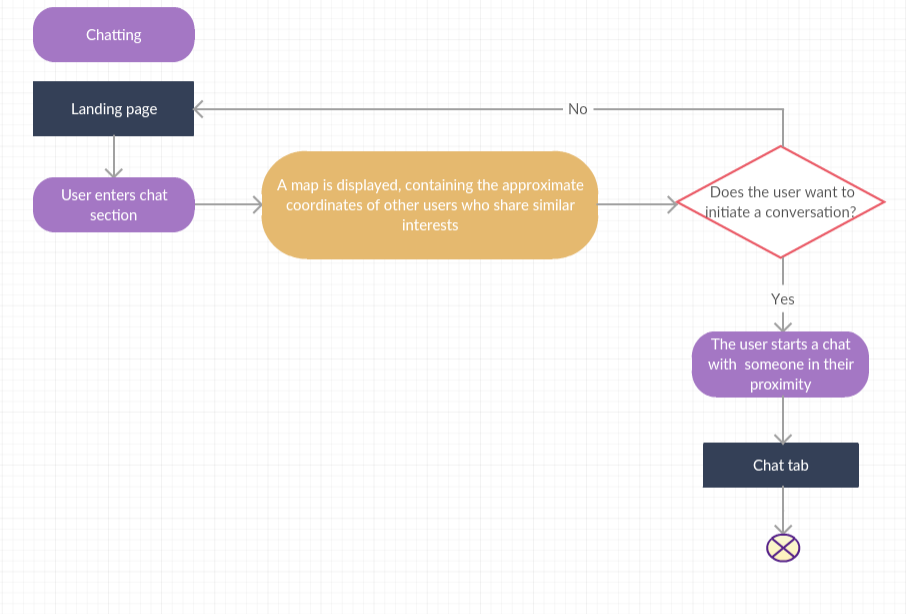 Chatting
Landing page
No
User enters chat
section
A map is displayed, containing the approximate
coordinates of other users who share similar
interests
Does the user want to
initiate a conversation?
Yes
The user starts a chat
with  someone in their
proximity
Chat tab